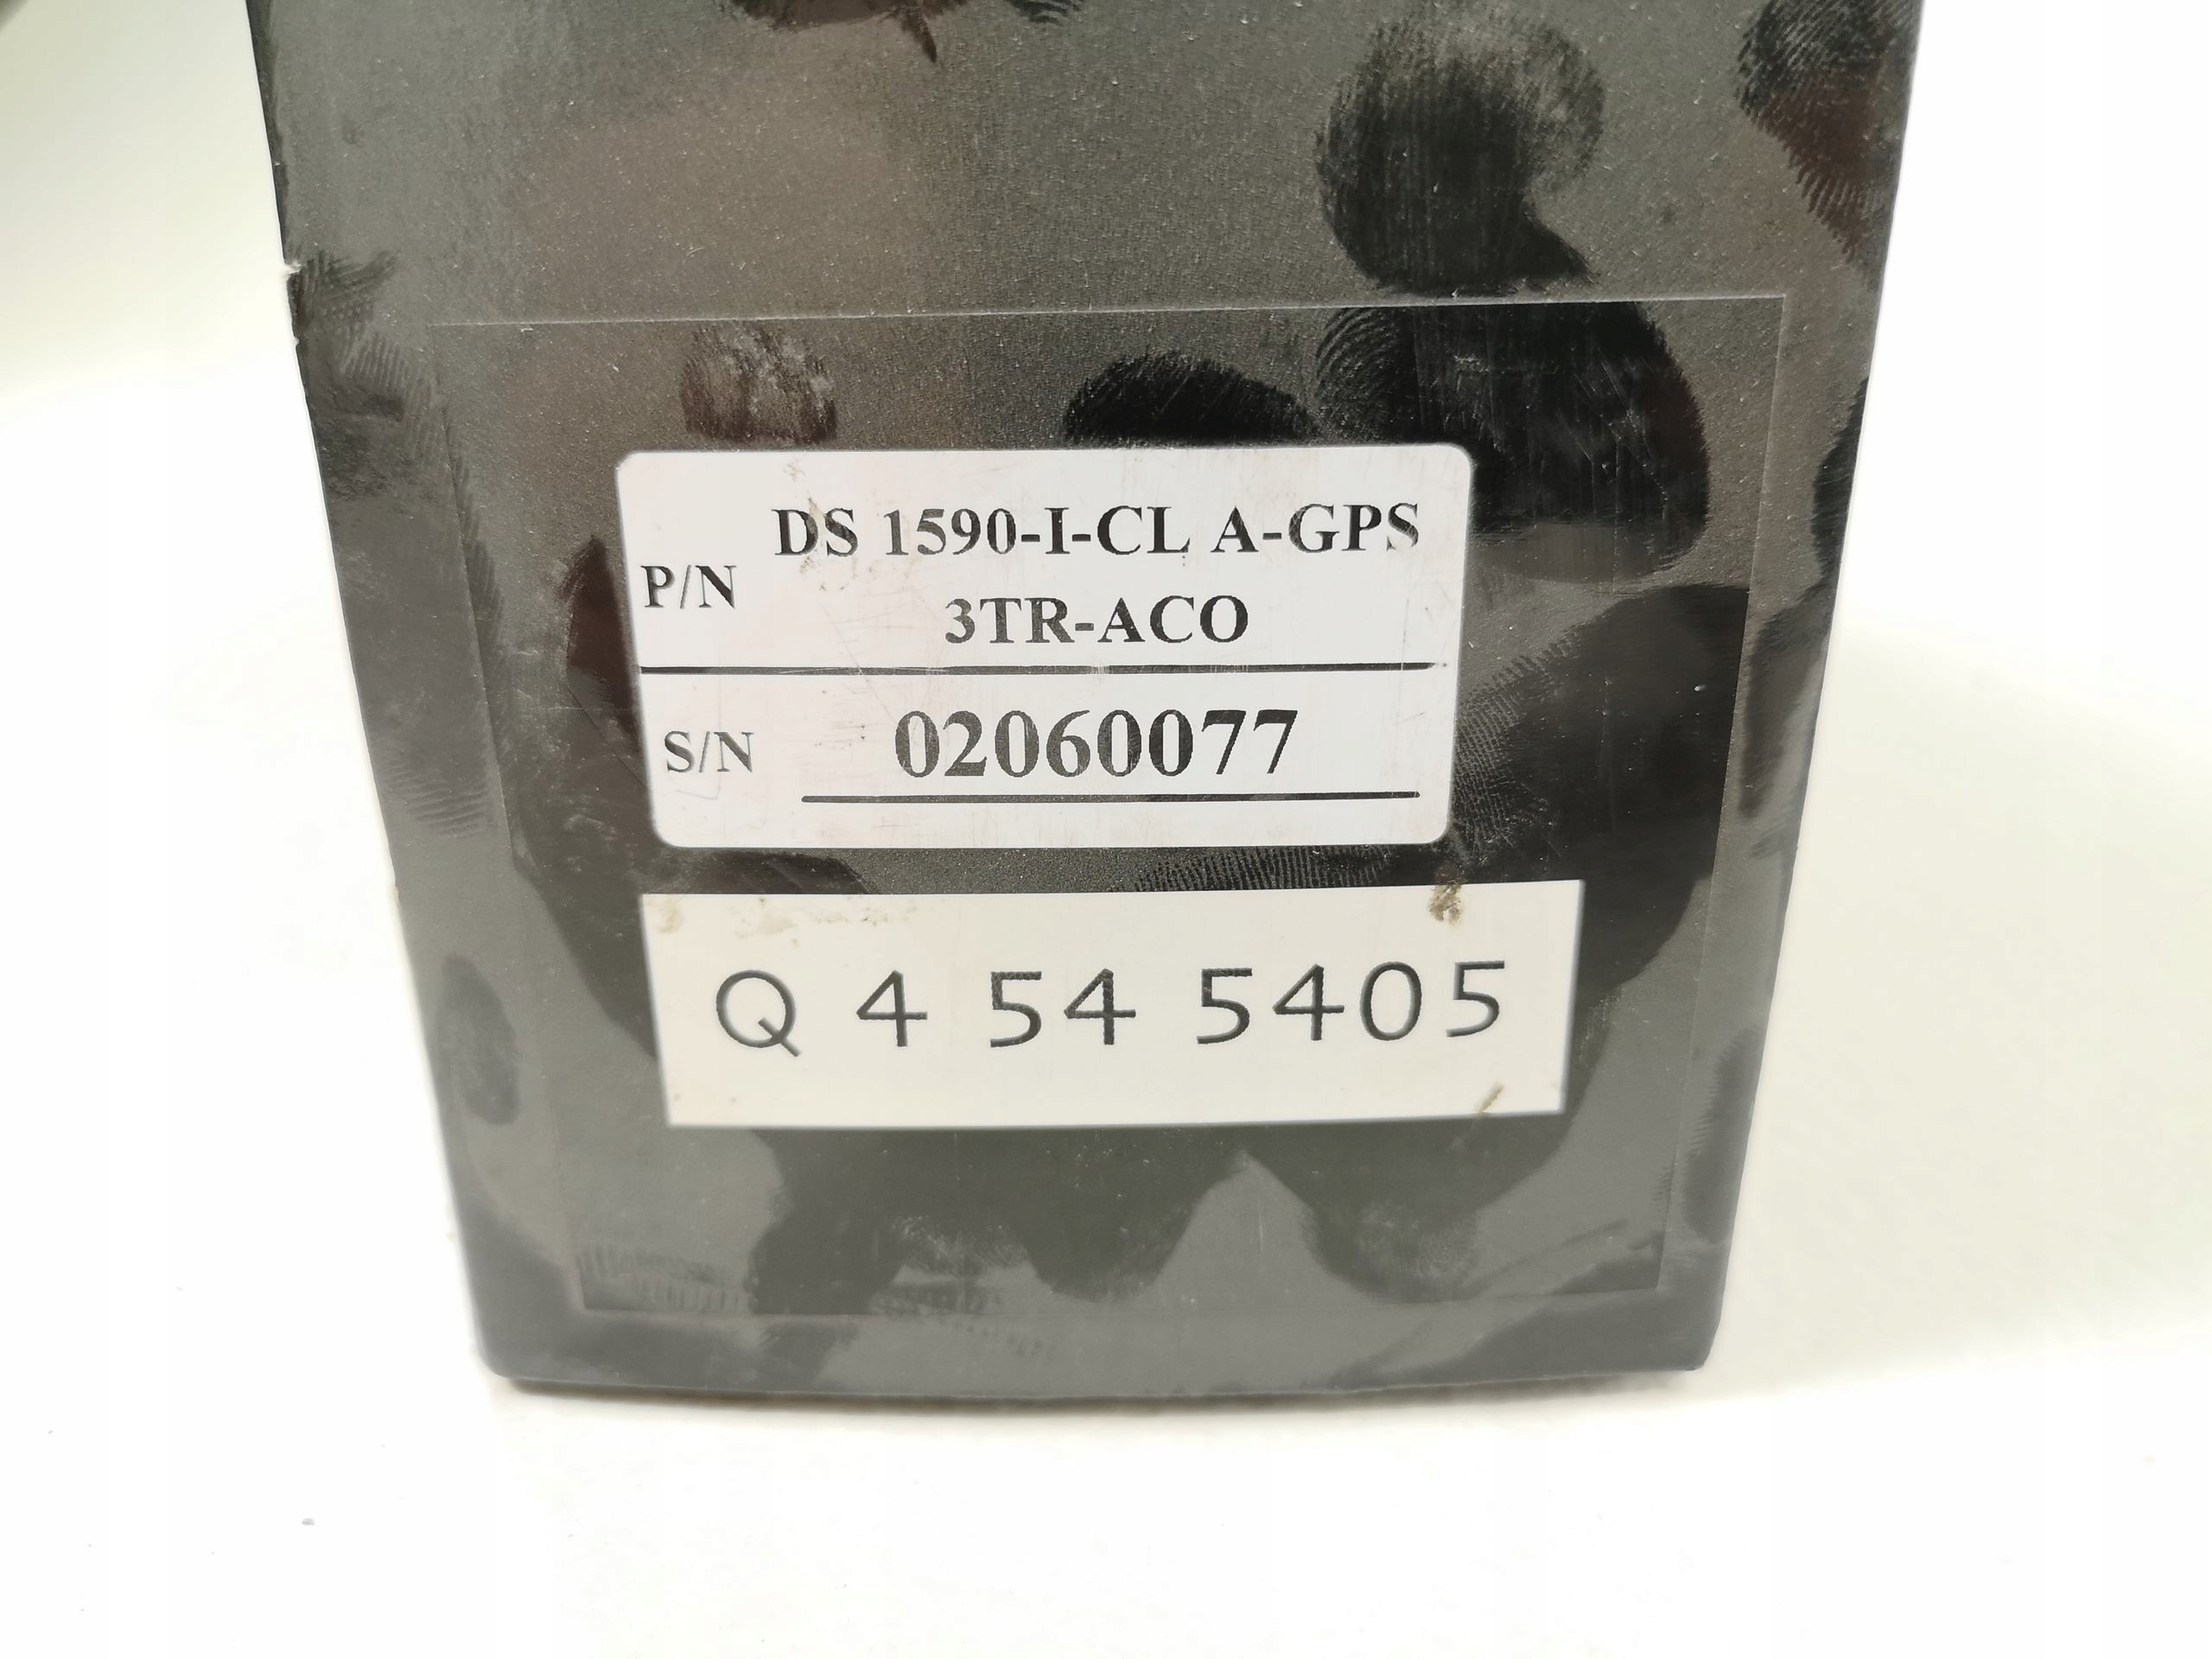 DS 1590-I-CL A-GPS
P/N
3TR-ACO
S/N 02060077
Q 4 54 5405